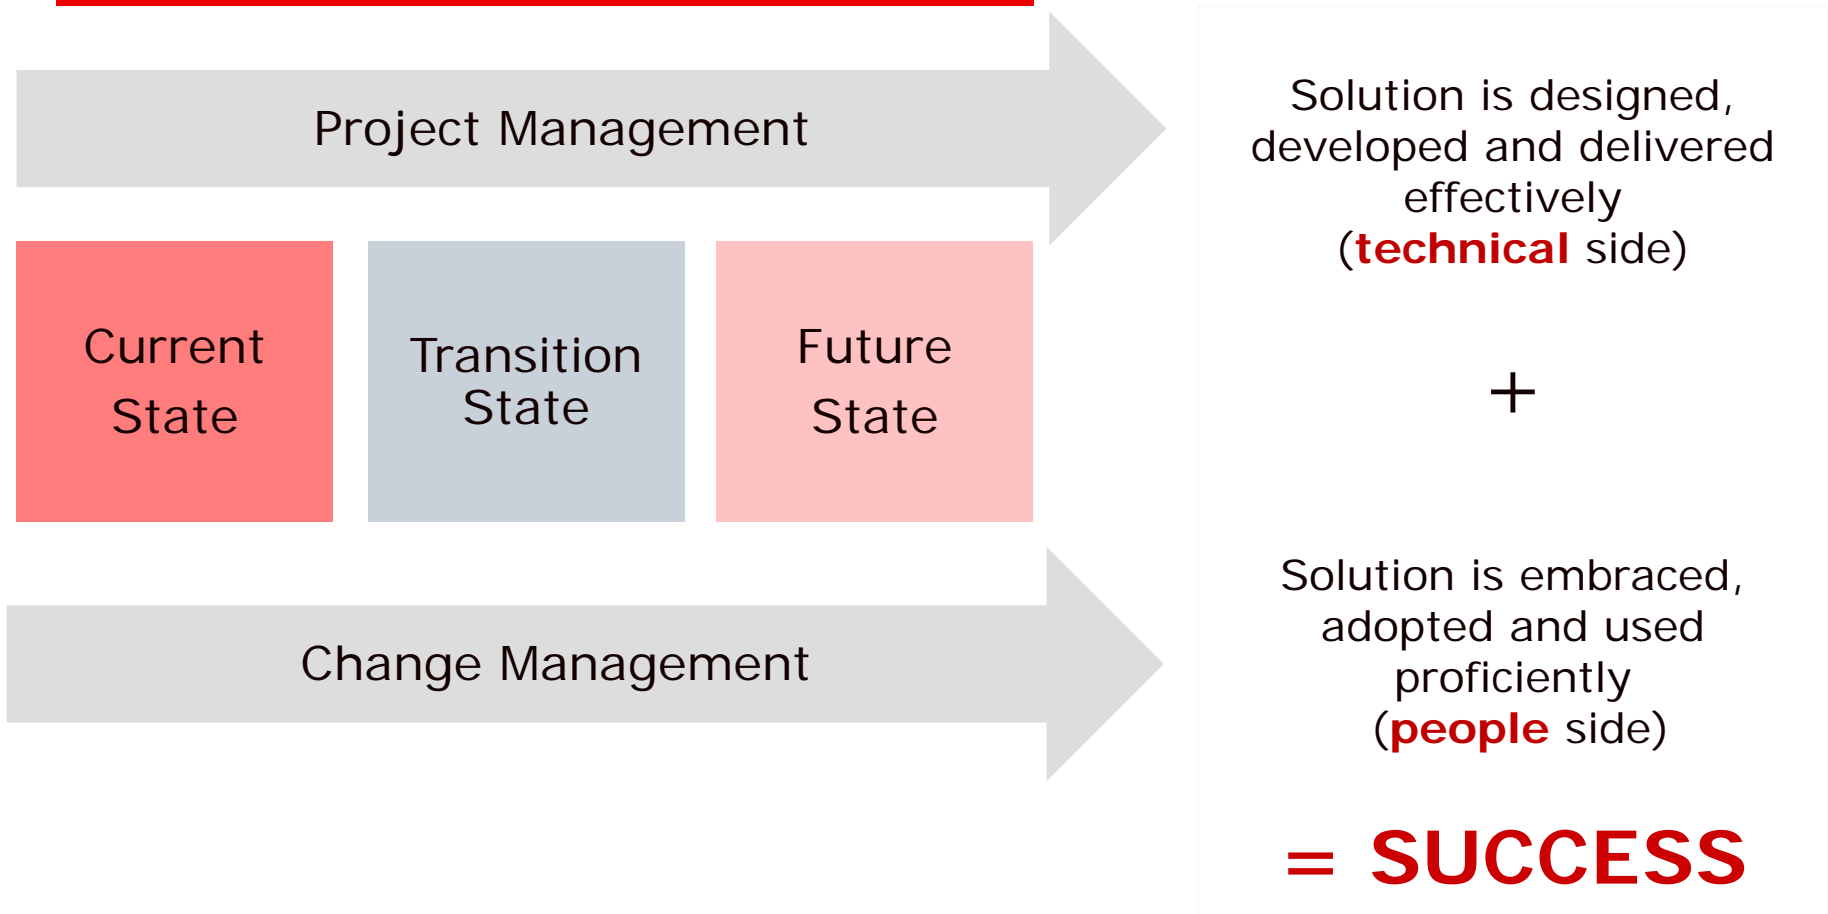 Project Management
Current
State
Transition
State
Future
State
Change Management
Solution is designed,
developed and delivered
effectively
(technical side)
+
Solution is embraced,
adopted and used
proficiently
(people side)
= SUCCESS